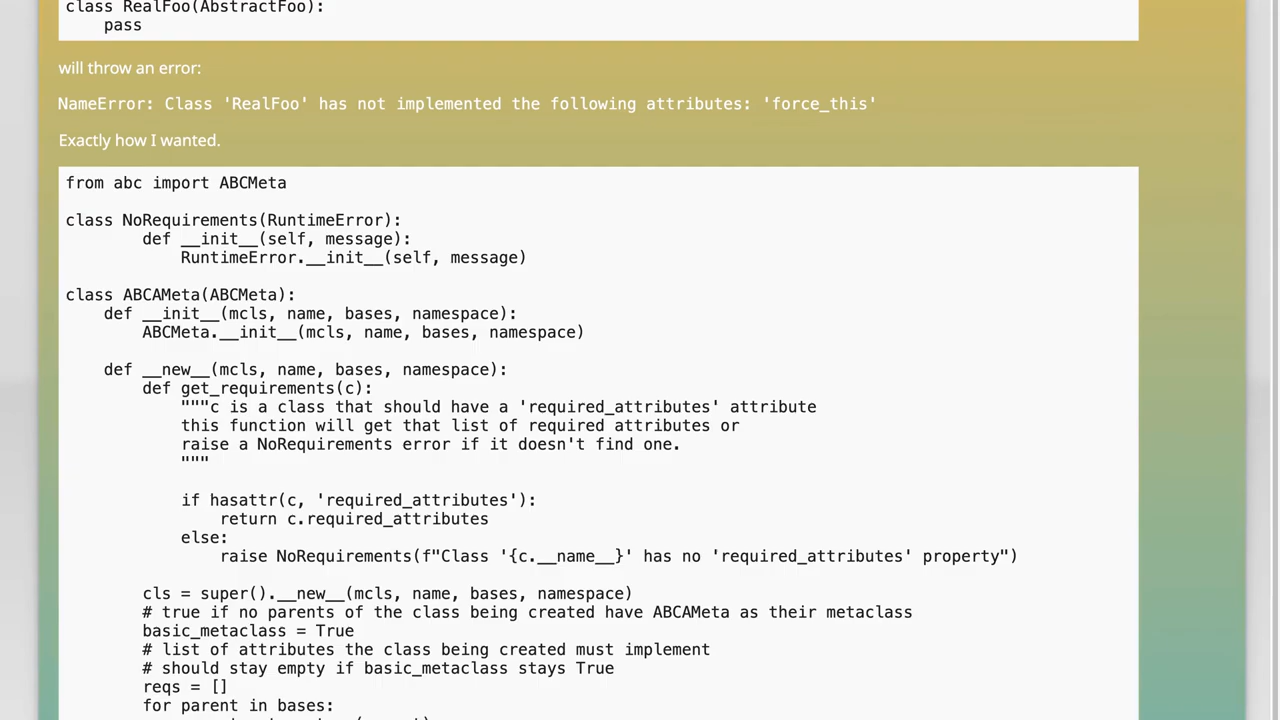 class RealFoo(AbstractFoo):
    pass
will throw an error:
NameError: Class 'RealFoo' has not implemented the following attributes: 'force_this'
Exactly how I wanted.
from abc import ABCMeta
class NoRequirements(RuntimeError):
        def __init__(self, message):
            RuntimeError.__init__(self, message)
class ABCAMeta(ABCMeta):
    def __init__(mcls, name, bases, namespace):
        ABCMeta.__init__(mcls, name, bases, namespace)
    def __new__(mcls, name, bases, namespace):
        def get_requirements(c):
            """c is a class that should have a 'required_attributes' attribute
            this function will get that list of required attributes or
            raise a NoRequirements error if it doesn't find one.
            """
            if hasattr(c, 'required_attributes'):
                return c.required_attributes
            else:
                raise NoRequirements(f"Class '{c.__name__}' has no 'required_attributes' property")
        cls = super().__new__(mcls, name, bases, namespace)
        # true if no parents of the class being created have ABCAMeta as their metaclass
        basic_metaclass = True
        # list of attributes the class being created must implement
        # should stay empty if basic_metaclass stays True
        reqs = []
        for parent in bases: